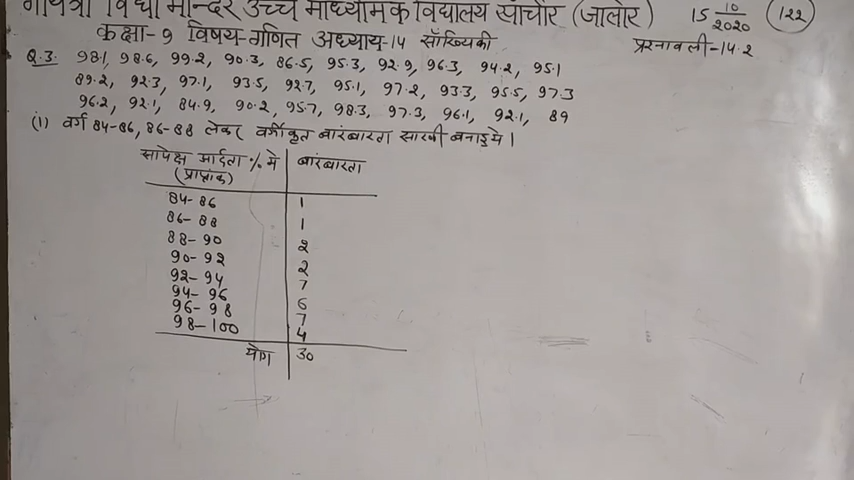 गायत्री विद्या मन्दिर उच्च माध्यमिक विद्यालय सांचौर (जालोर) 15 10/2020 (122)
कक्षा-9 विषय-गणित अध्याय-14 सांख्यिकी प्रश्नावली-14.2
Q.3. 98.1, 98.6, 99.2, 90.3, 86.5, 95.3, 92.9, 96.3, 94.2, 95.1
89.2, 92.3, 97.1, 93.5, 92.7, 95.1, 97.2, 93.3, 95.5, 97.3
96.2, 92.1, 84.9, 90.2, 95.7, 98.3, 97.3, 96.1, 92.1, 89
(i) वर्ग 84-86, 86-88 लेकर वर्गीकृत बारंबारता सारणी बनाइये।
सापेक्ष आर्द्रता % में बारंबारता
(प्राप्तांक)
84-86 1
86-88 1
88-90 2
90-92 2
92-94 7
94-96 6
96-98 7
98-100 4
योग 30